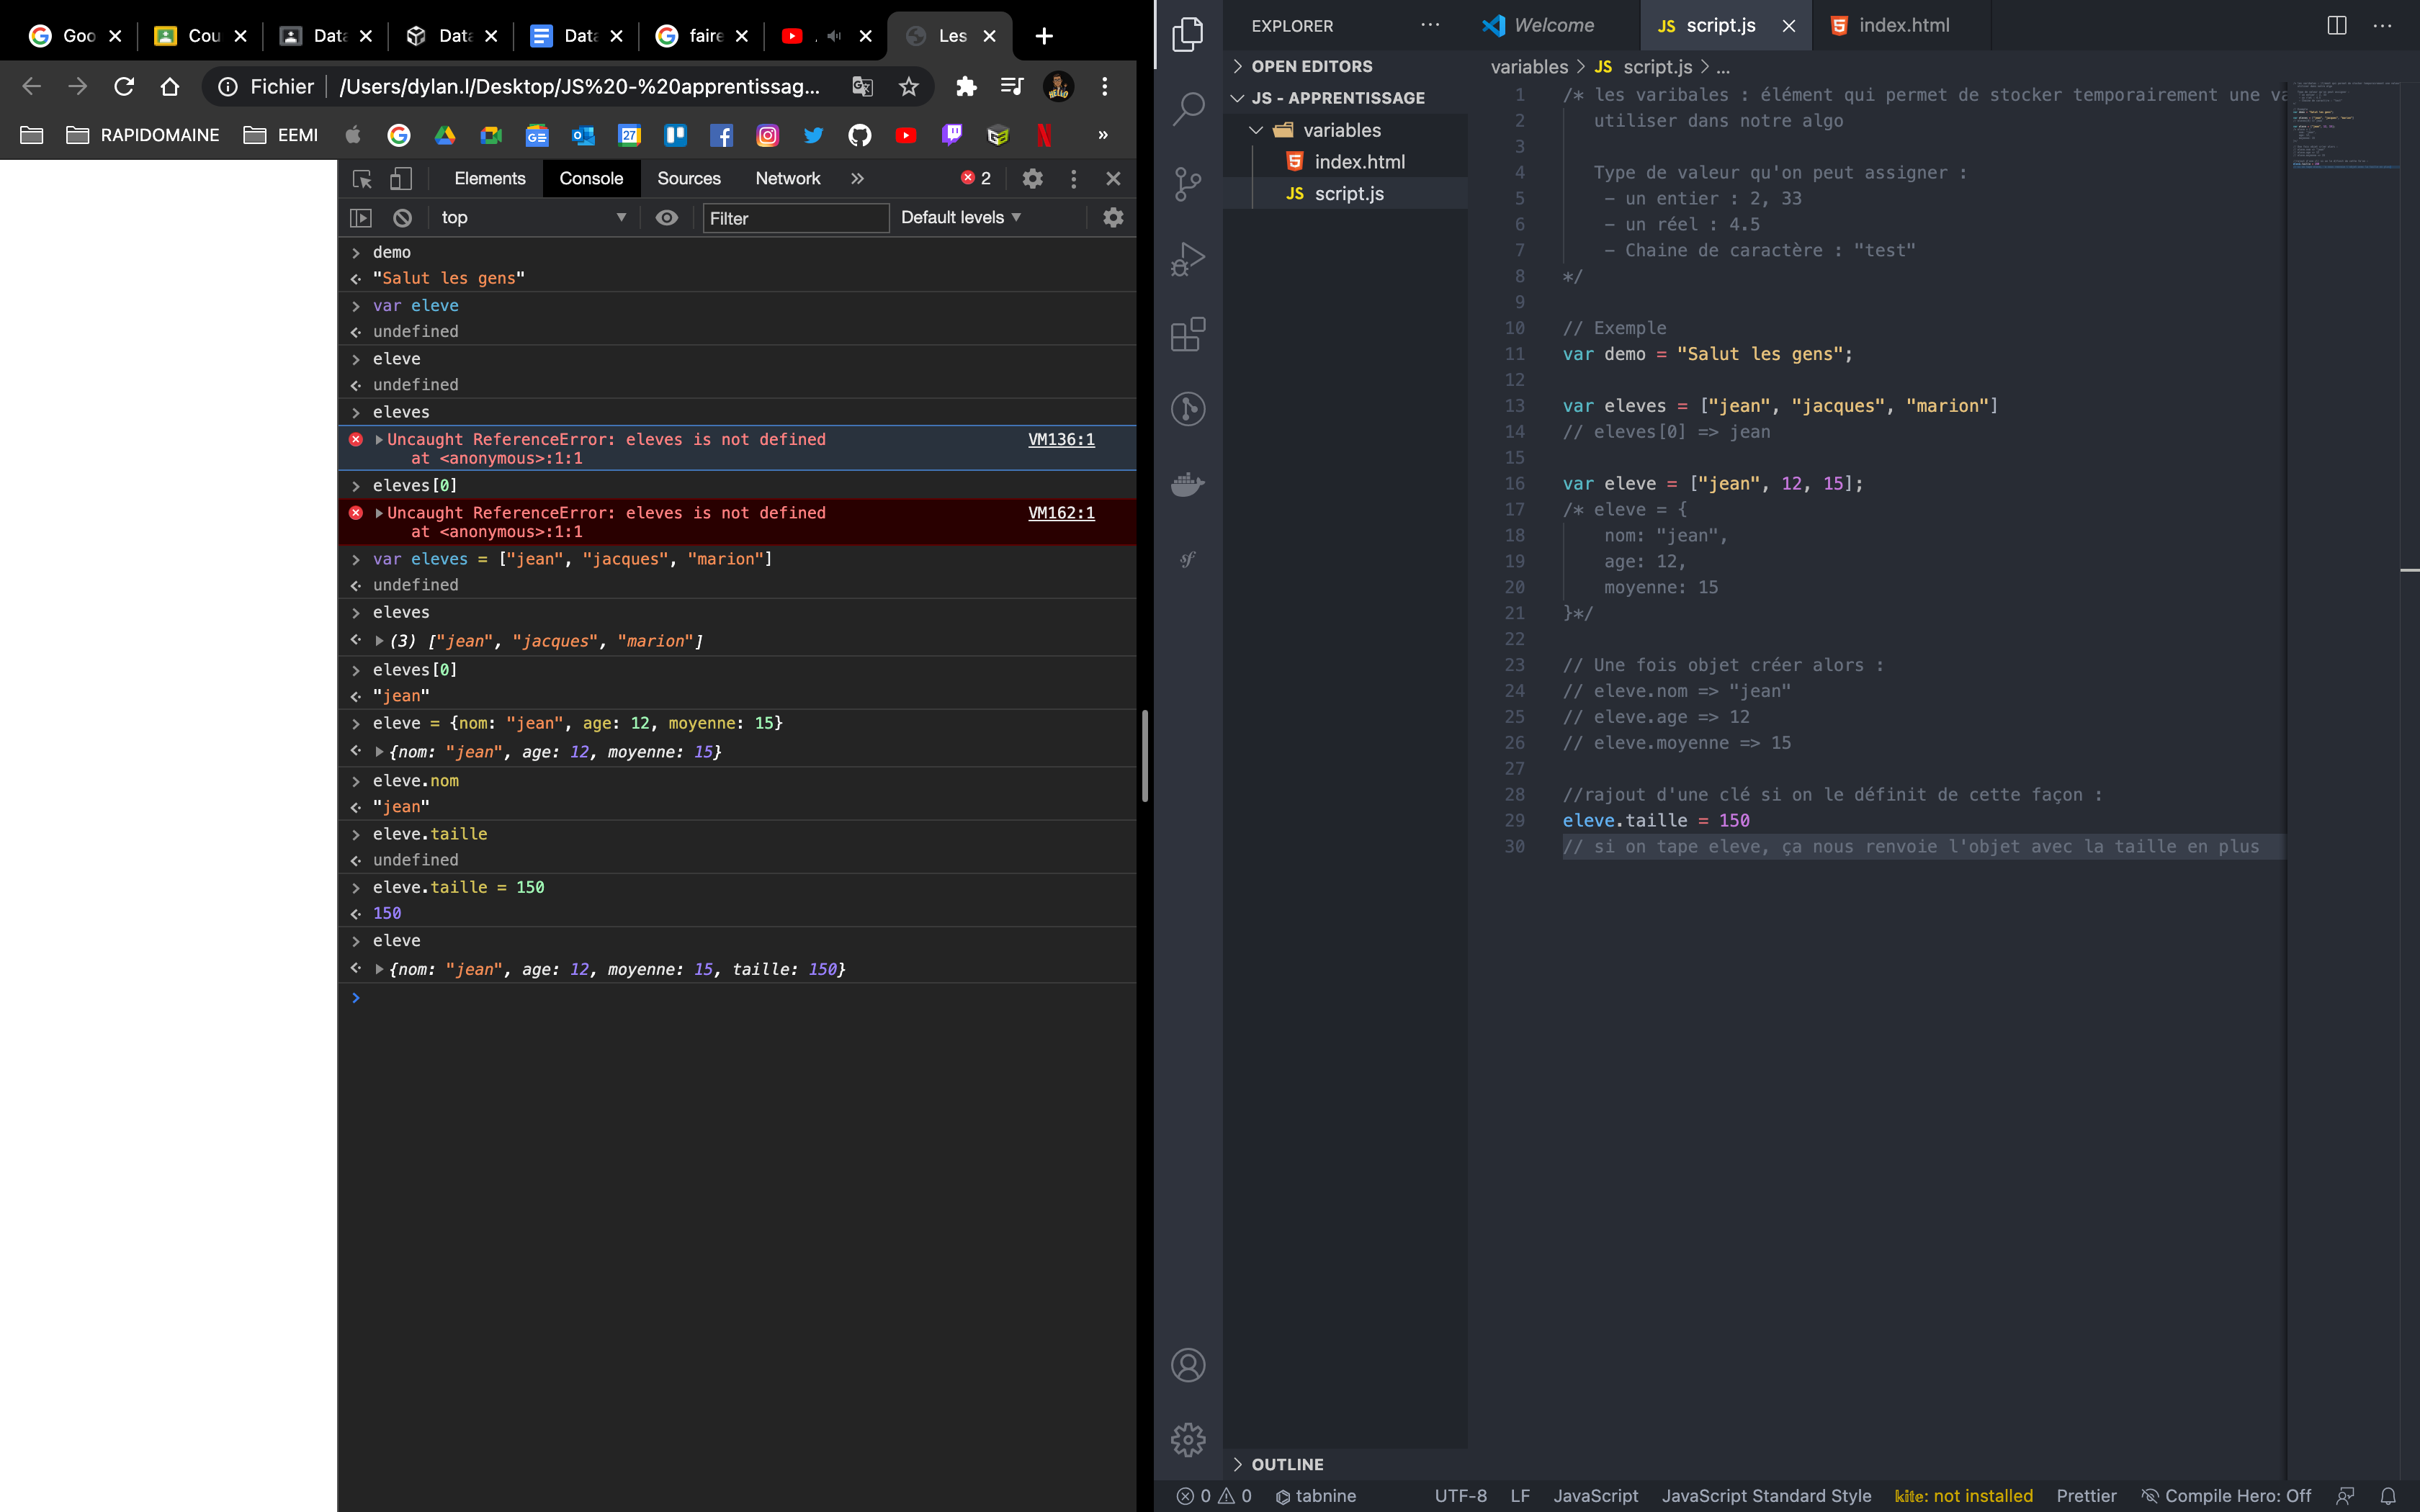 Goo
Cou
Data
Data
Data
faire
Les
Fichier
/Users/dylan.l/Desktop/JS%20-%20apprentissag...
RAPIDOMAINE
EEMI
27
»
Elements
Console
Sources
Network
»
2
top
Filter
Default levels
demo
"Salut les gens"
var eleve
undefined
eleve
undefined
eleves
Uncaught ReferenceError: eleves is not defined
VM136:1
at <anonymous>:1:1
eleves[0]
Uncaught ReferenceError: eleves is not defined
VM162:1
at <anonymous>:1:1
var eleves = ["jean", "jacques", "marion"]
undefined
eleves
(3) ["jean", "jacques", "marion"]
eleves[0]
"jean"
eleve = {nom: "jean", age: 12, moyenne: 15}
{nom: "jean", age: 12, moyenne: 15}
eleve.nom
"jean"
eleve.taille
undefined
eleve.taille = 150
150
eleve
{nom: "jean", age: 12, moyenne: 15, taille: 150}
EXPLORER
OPEN EDITORS
JS - APPRENTISSAGE
variables
index.html
JS script.js
OUTLINE
Welcome
JS script.js
index.html
variables > JS script.js > ...
1 /* les varibales : élément qui permet de stocker temporairement une va
2 utiliser dans notre algo
3
4 Type de valeur qu'on peut assigner :
5 - un entier : 2, 33
6 - un réel : 4.5
7 - Chaine de caractère : "test"
8 */
9
10 // Exemple
11 var demo = "Salut les gens";
12
13 var eleves = ["jean", "jacques", "marion"]
14 // eleves[0] => jean
15
16 var eleve = ["jean", 12, 15];
17 /* eleve = {
18 nom: "jean",
19 age: 12,
20 moyenne: 15
21 }*/
22
23 // Une fois objet créer alors :
24 // eleve.nom => "jean"
25 // eleve.age => 12
26 // eleve.moyenne => 15
27
28 //rajout d'une clé si on le définit de cette façon :
29 eleve.taille = 150
30 // si on tape eleve, ça nous renvoie l'objet avec la taille en plus
0 0
tabnine
UTF-8
LF
JavaScript
JavaScript Standard Style
kite: not installed
Prettier
Compile Hero: Off